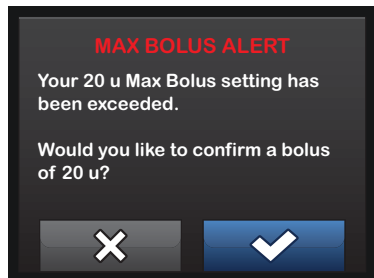 MAX BOLUS ALERT
Your 20 u Max Bolus setting has
been exceeded.
Would you like to confirm a bolus
of 20 u?